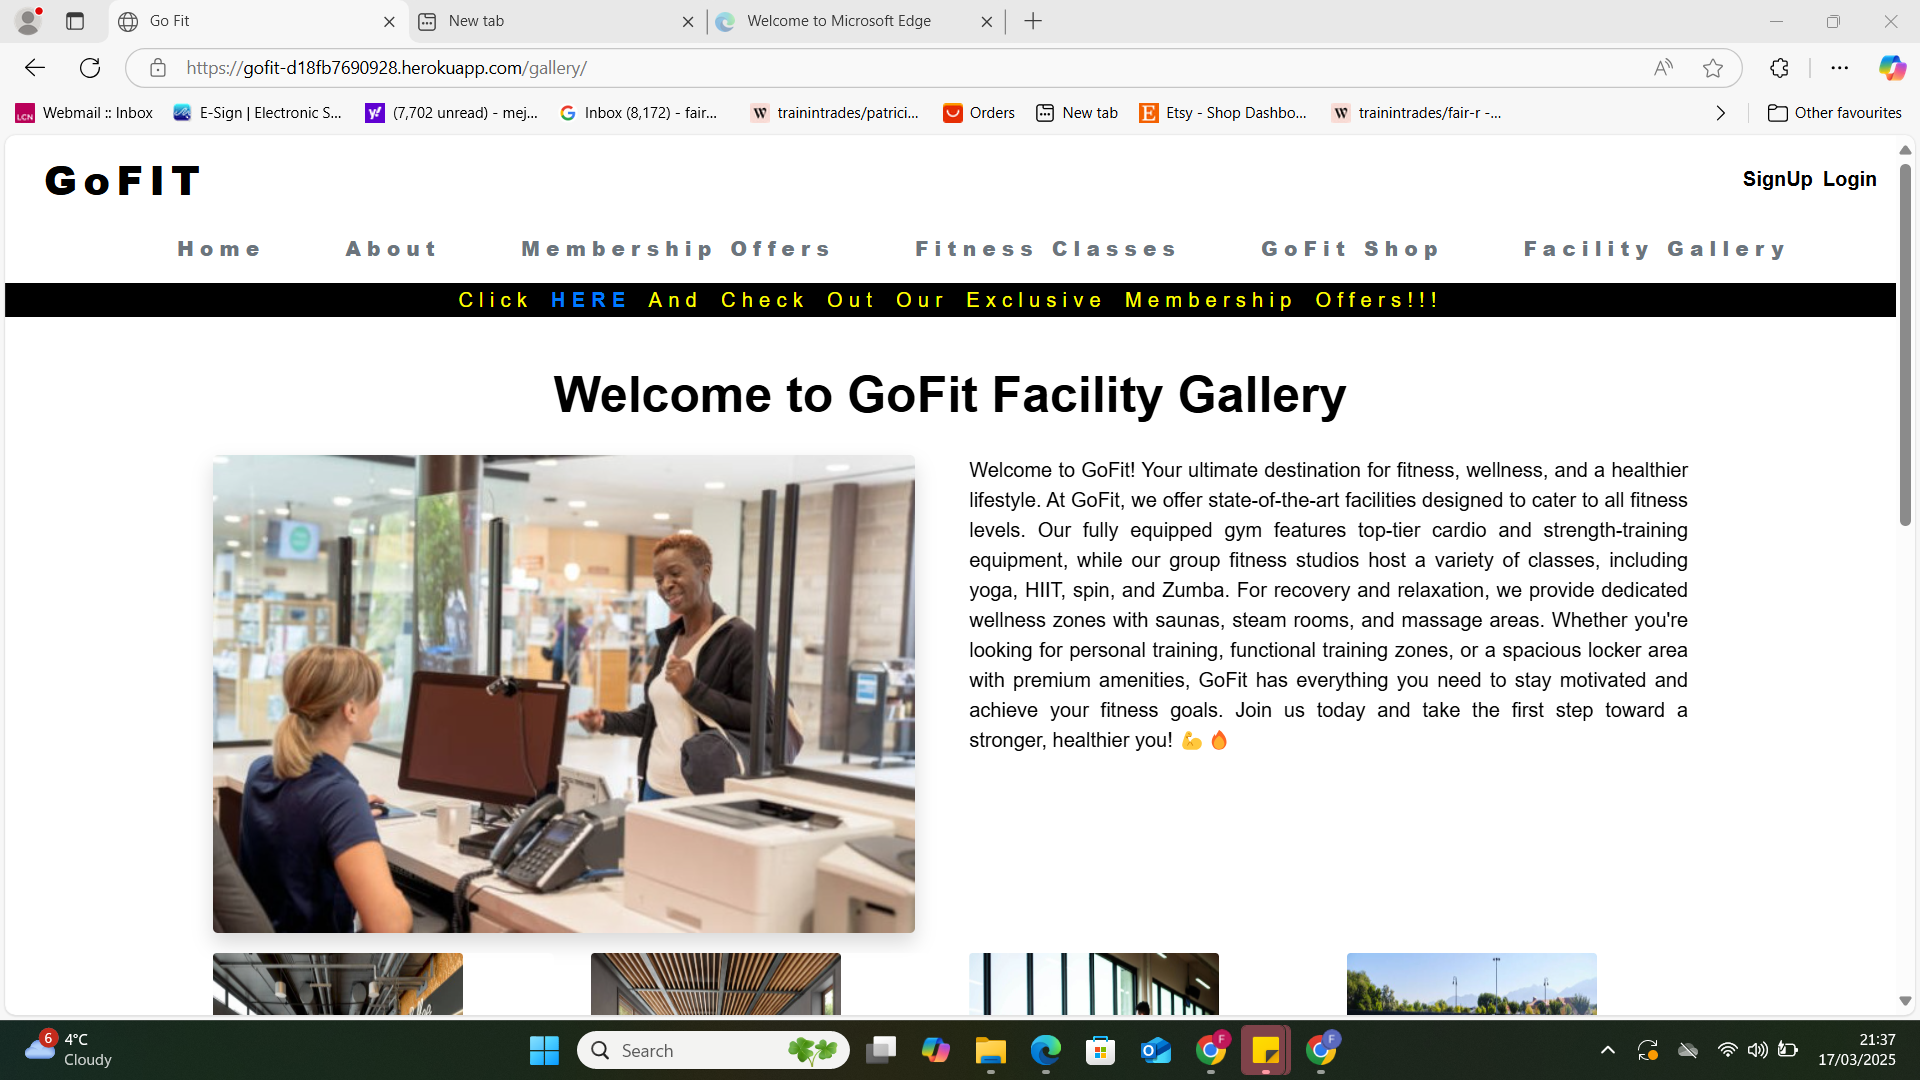 Go Fit
New tab
Welcome to Microsoft Edge
https://gofit-d18fb7690928.herokuapp.com/gallery/
Webmail :: Inbox
E-Sign | Electronic S...
(7,702 unread) - mej...
Inbox (8,172) - fair...
trainintrades/patrici...
Orders
New tab
Etsy - Shop Dashbo...
trainintrades/fair-r -...
Other favourites
GoFIT
SignUp Login
Home About Membership Offers Fitness Classes GoFit Shop Facility Gallery
Click HERE And Check Out Our Exclusive Membership Offers!!!
Welcome to GoFit Facility Gallery
Welcome to GoFit! Your ultimate destination for fitness, wellness, and a healthier
lifestyle. At GoFit, we offer state-of-the-art facilities designed to cater to all fitness
levels. Our fully equipped gym features top-tier cardio and strength-training
equipment, while our group fitness studios host a variety of classes, including
yoga, HIIT, spin, and Zumba. For recovery and relaxation, we provide dedicated
wellness zones with saunas, steam rooms, and massage areas. Whether you're
looking for personal training, functional training zones, or a spacious locker area
with premium amenities, GoFit has everything you need to stay motivated and
achieve your fitness goals. Join us today and take the first step toward a
stronger, healthier you! 💪 🔥
6
4°C
Cloudy
Search
21:37
17/03/2025